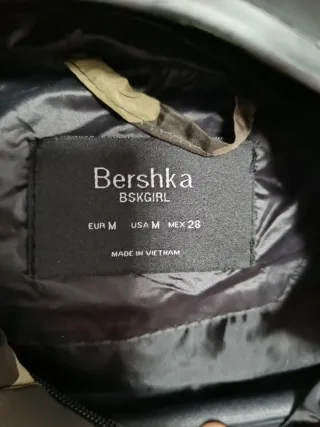 Bershka
BSKGIRL
EUR M USA M MEX 28
MADE IN VIETNAM